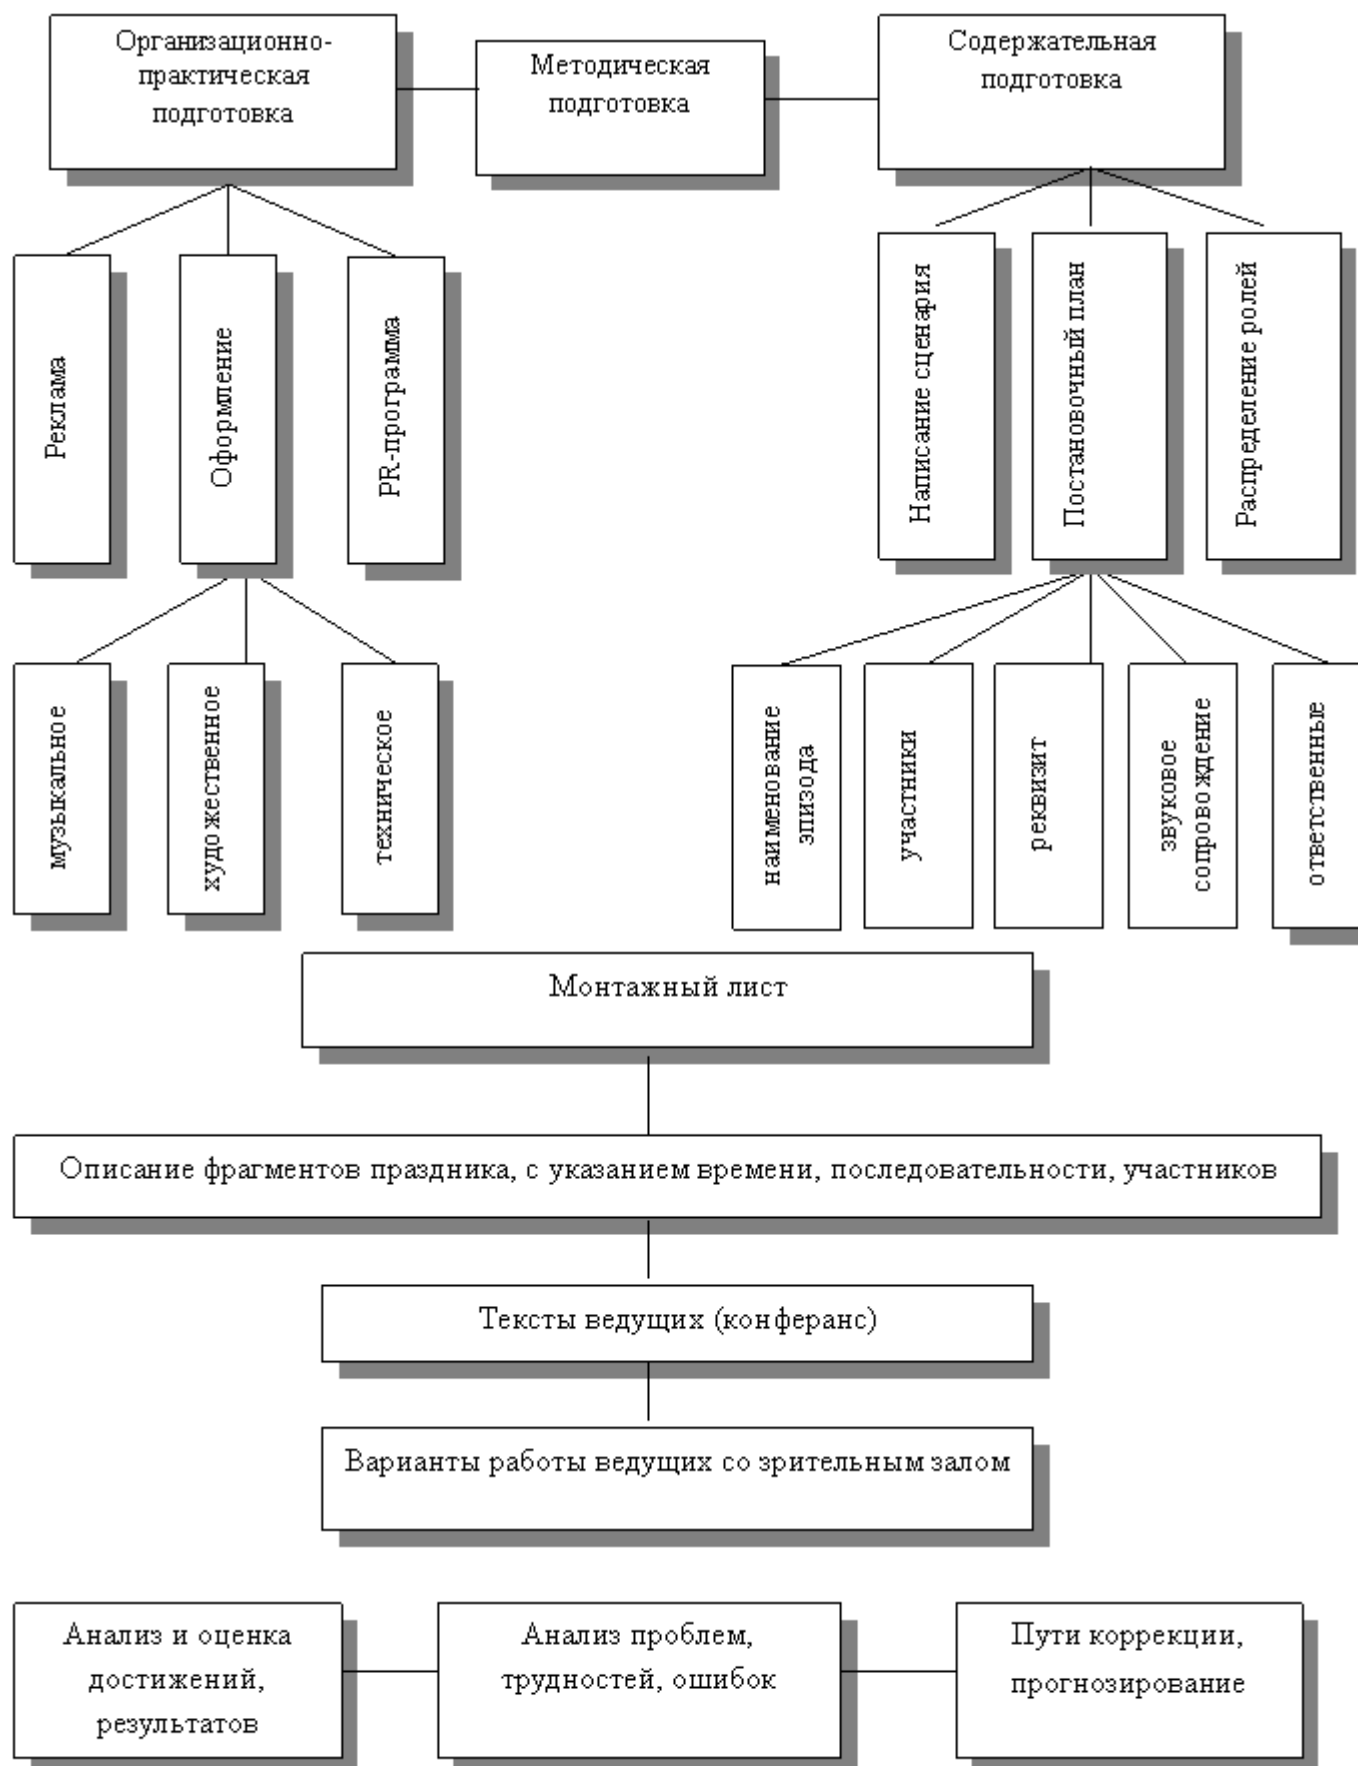 Организационно-
практическая
подготовка
Методическая
подготовка
Содержательная
подготовка
Реклама
Оформление
PR-программа
Написание сценария
Постановочный план
Распределение ролей
музыкальное
художественное
техническое
наименование
эпизода
участники
реквизит
звуковое
сопровождение
ответственные
Монтажный лист
Описание фрагментов праздника, с указанием времени, последовательности, участников
Тексты ведущих (конферанс)
Варианты работы ведущих со зрительным залом
Анализ и оценка
достижений,
результатов
Анализ проблем,
трудностей, ошибок
Пути коррекции,
прогнозирование